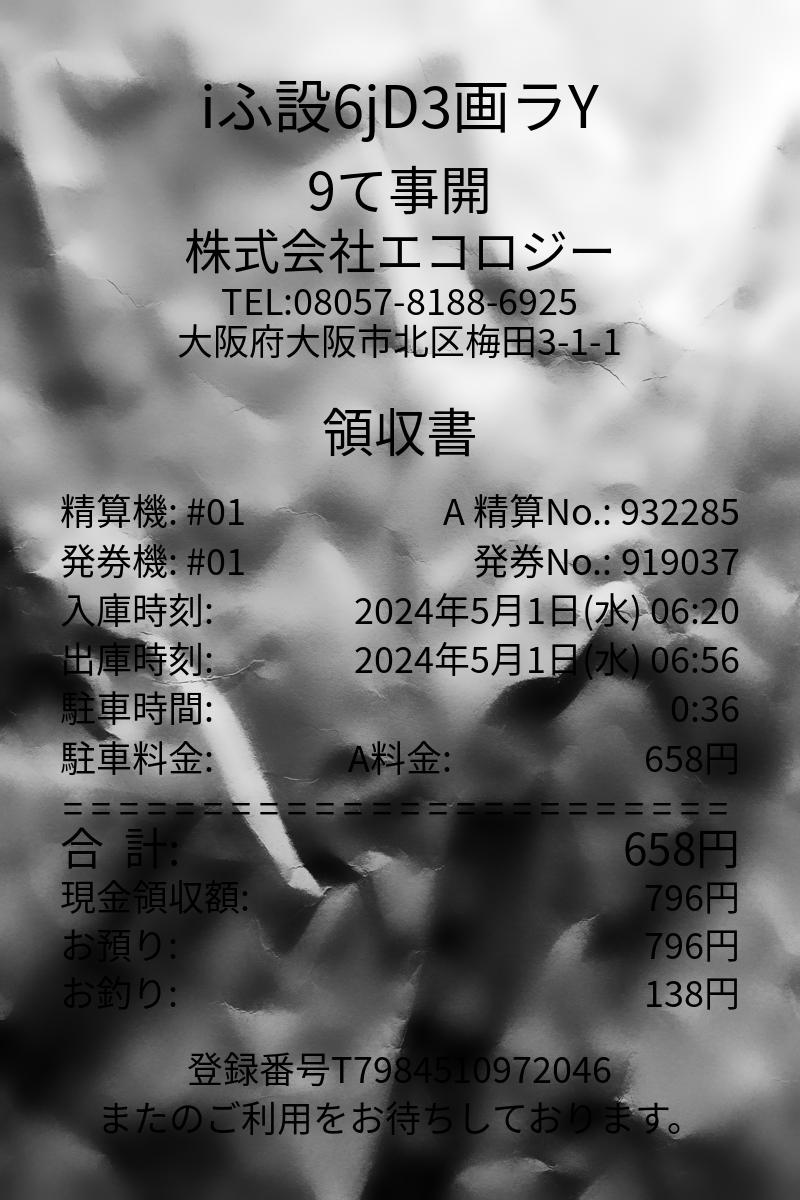 iふ設6jD3画ラY
9て事開
株式会社エコロジー
TEL:08057-8188-6925
大阪府大阪市北区梅田3-1-1
領収書
精算機: #01 A 精算No.: 932285
発券機: #01 発券No.: 919037
入庫時刻: 2024年5月1日(水) 06:20
出庫時刻: 2024年5月1日(水) 06:56
駐車時間: 0:36
駐車料金: A料金: 658円
========================
合 計: 658円
現金領収額: 796円
お預り: 796円
お釣り: 138円
登録番号T7984510972046
またのご利用をお待ちしております。